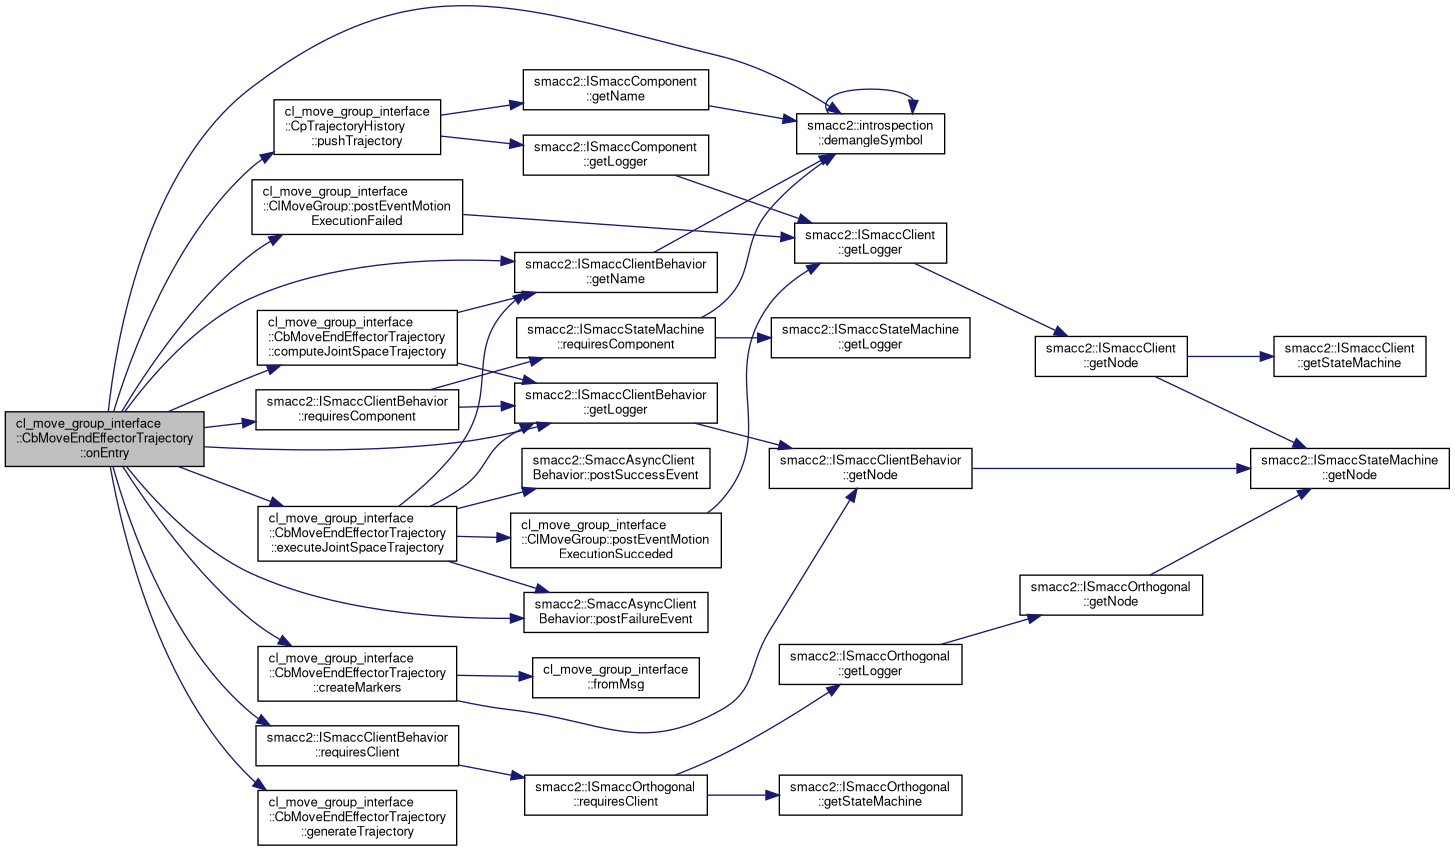 cl_move_group_interface
::CbMoveEndEffectorTrajectory
::onEntry
cl_move_group_interface
::CpTrajectoryHistory
::pushTrajectory
cl_move_group_interface
::ClMoveGroup::postEventMotion
ExecutionFailed
cl_move_group_interface
::CbMoveEndEffectorTrajectory
::computeJointSpaceTrajectory
smacc2::ISmaccClientBehavior
::requiresComponent
cl_move_group_interface
::CbMoveEndEffectorTrajectory
::executeJointSpaceTrajectory
cl_move_group_interface
::CbMoveEndEffectorTrajectory
::createMarkers
smacc2::ISmaccClientBehavior
::requiresClient
cl_move_group_interface
::CbMoveEndEffectorTrajectory
::generateTrajectory
smacc2::ISmaccComponent
::getName
smacc2::ISmaccComponent
::getLogger
smacc2::ISmaccClientBehavior
::getName
smacc2::ISmaccStateMachine
::requiresComponent
smacc2::ISmaccClientBehavior
::getLogger
smacc2::SmaccAsyncClient
Behavior::postSuccessEvent
cl_move_group_interface
::ClMoveGroup::postEventMotion
ExecutionSucceded
smacc2::SmaccAsyncClient
Behavior::postFailureEvent
cl_move_group_interface
::fromMsg
smacc2::ISmaccOrthogonal
::requiresClient
smacc2::introspection
::demangleSymbol
smacc2::ISmaccClient
::getLogger
smacc2::ISmaccStateMachine
::getLogger
smacc2::ISmaccClientBehavior
::getNode
smacc2::ISmaccOrthogonal
::getLogger
smacc2::ISmaccOrthogonal
::getStateMachine
smacc2::ISmaccClient
::getNode
smacc2::ISmaccOrthogonal
::getNode
smacc2::ISmaccClient
::getStateMachine
smacc2::ISmaccStateMachine
::getNode